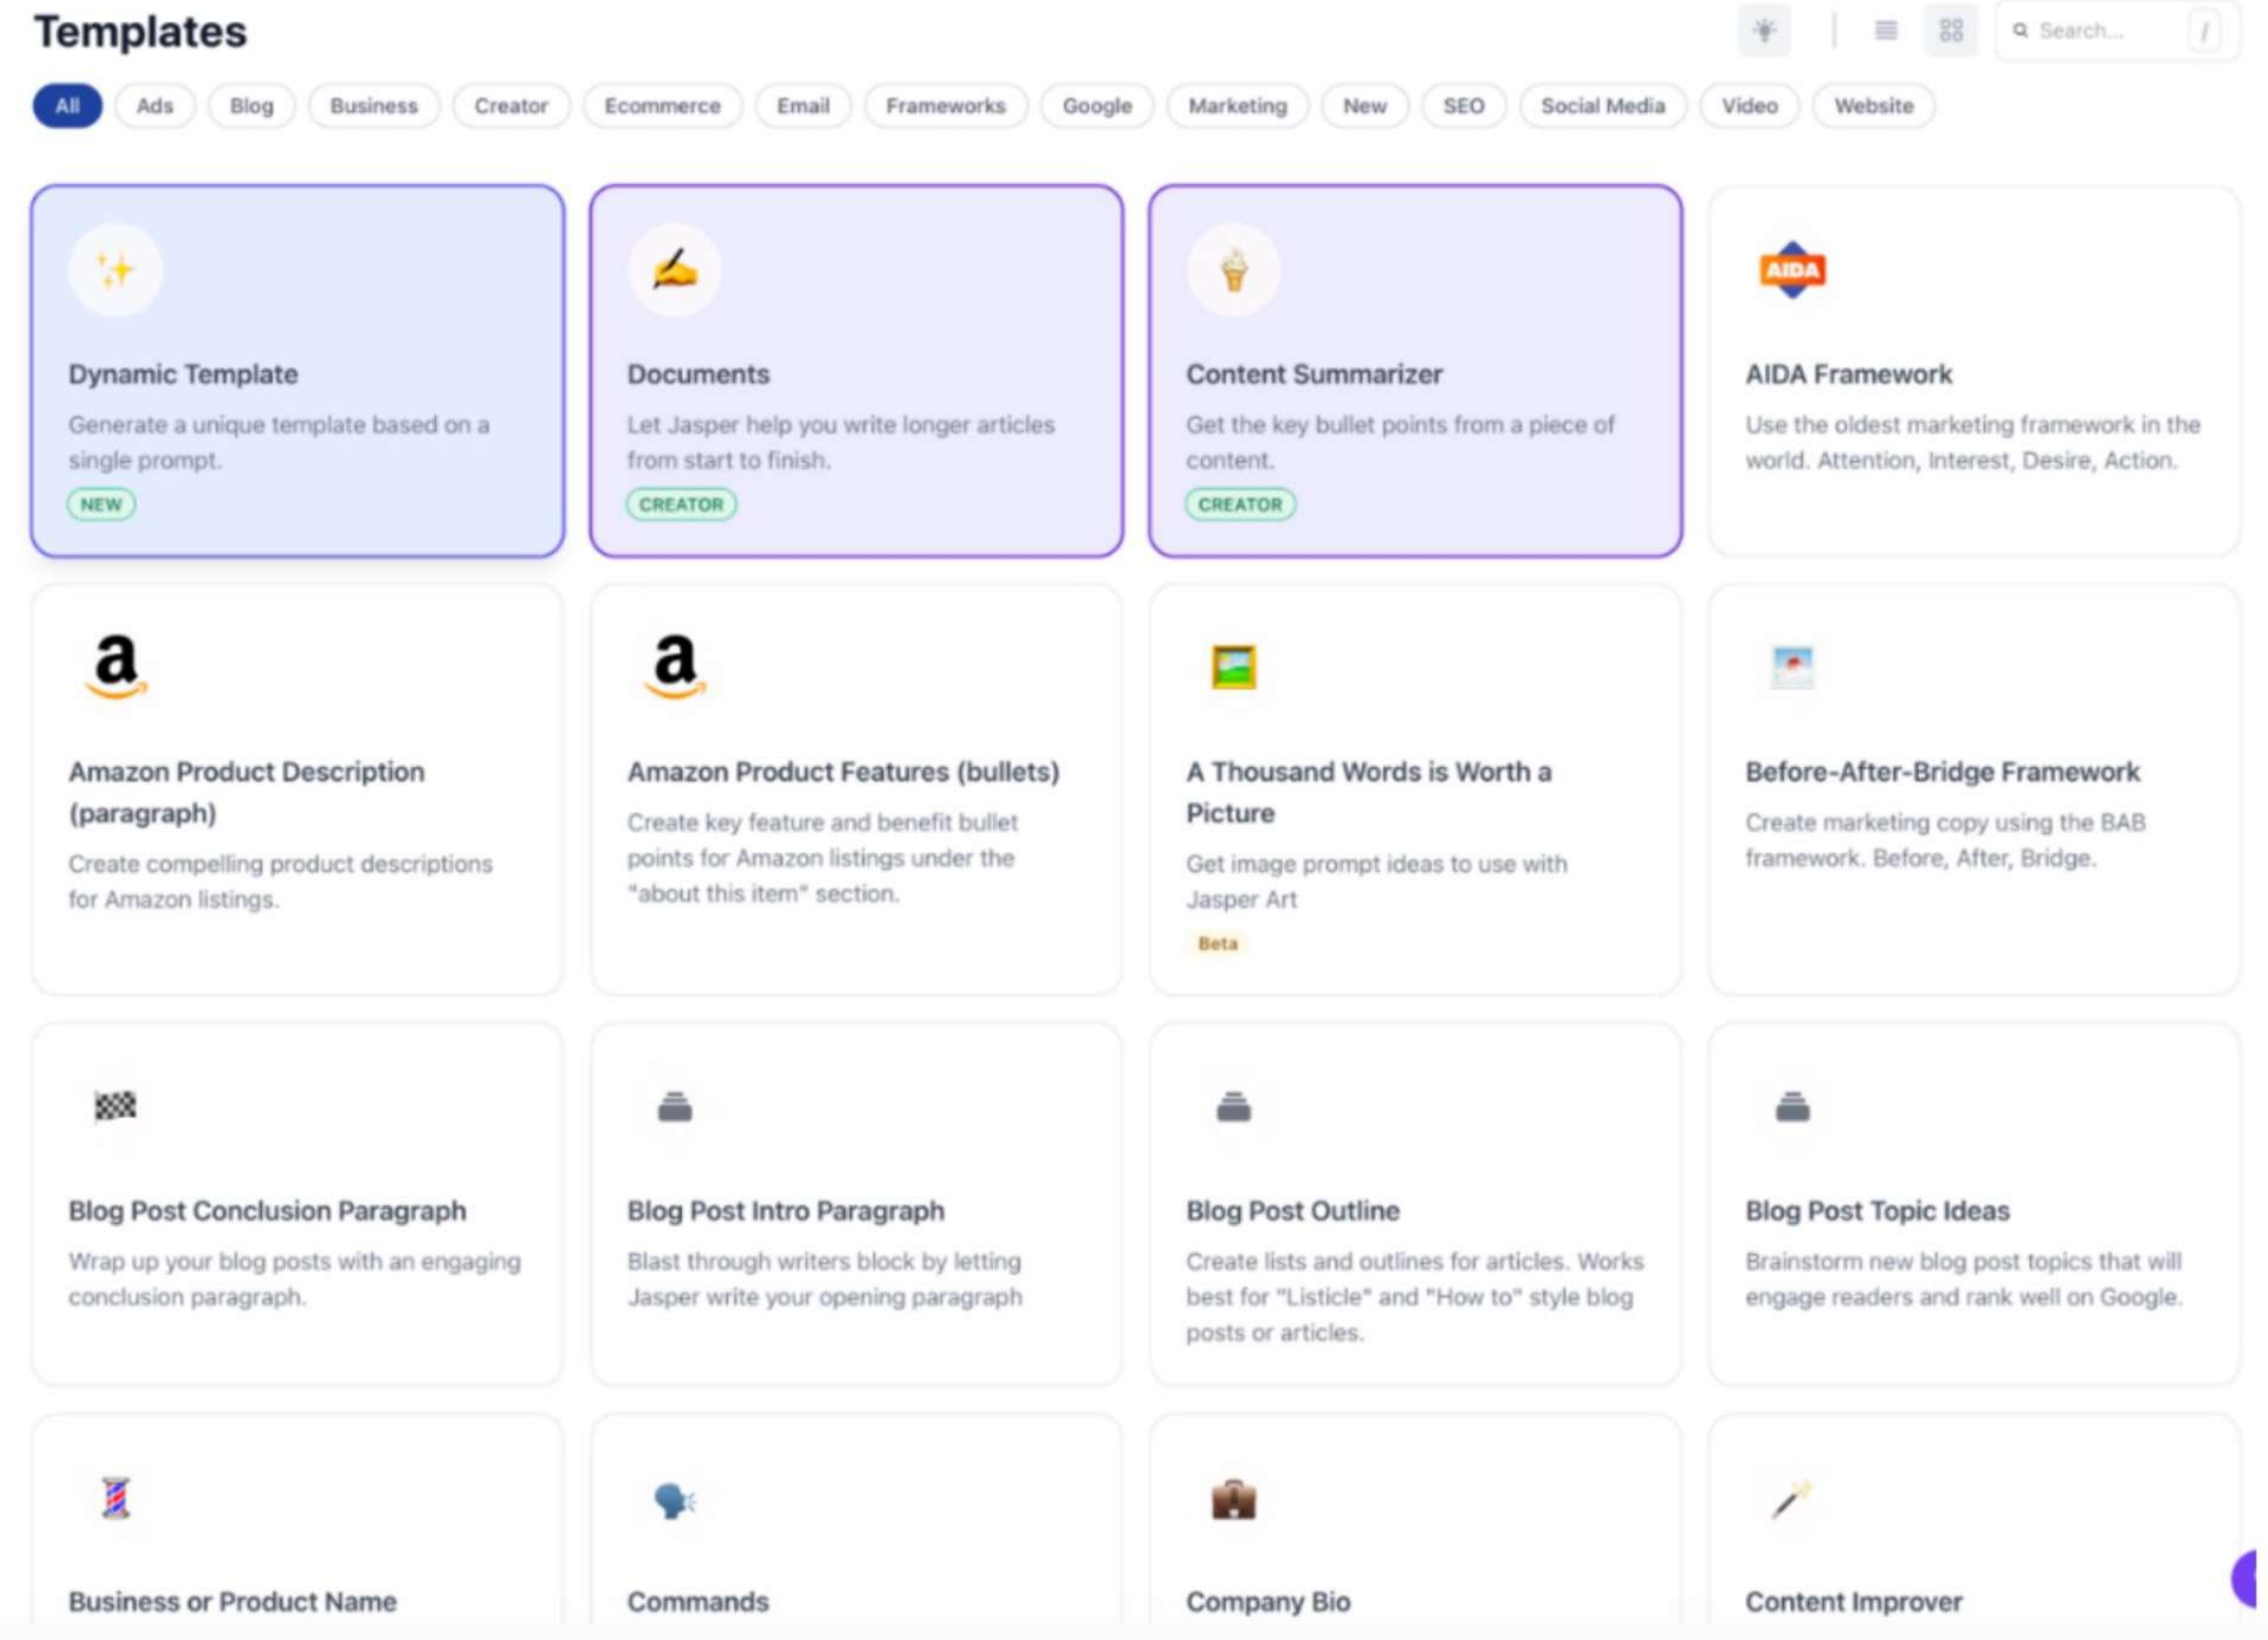 Templates
Search...
/
All
Ads
Blog
Business
Creator
Ecommerce
Email
Frameworks
Google
Marketing
New
SEO
Social Media
Video
Website
Dynamic Template
Generate a unique template based on a
single prompt.
NEW
Documents
Let Jasper help you write longer articles
from start to finish.
CREATOR
Content Summarizer
Get the key bullet points from a piece of
content.
CREATOR
AIDA
AIDA Framework
Use the oldest marketing framework in the
world. Attention, Interest, Desire, Action.
a
Amazon Product Description
(paragraph)
Create compelling product descriptions
for Amazon listings.
a
Amazon Product Features (bullets)
Create key feature and benefit bullet
points for Amazon listings under the
"about this item" section.
A Thousand Words is Worth a
Picture
Get image prompt ideas to use with
Jasper Art
Beta
Before-After-Bridge Framework
Create marketing copy using the BAB
framework. Before, After, Bridge.
Blog Post Conclusion Paragraph
Wrap up your blog posts with an engaging
conclusion paragraph.
Blog Post Intro Paragraph
Blast through writers block by letting
Jasper write your opening paragraph
Blog Post Outline
Create lists and outlines for articles. Works
best for "Listicle" and "How to" style blog
posts or articles.
Blog Post Topic Ideas
Brainstorm new blog post topics that will
engage readers and rank well on Google.
Business or Product Name
Commands
Company Bio
Content Improver